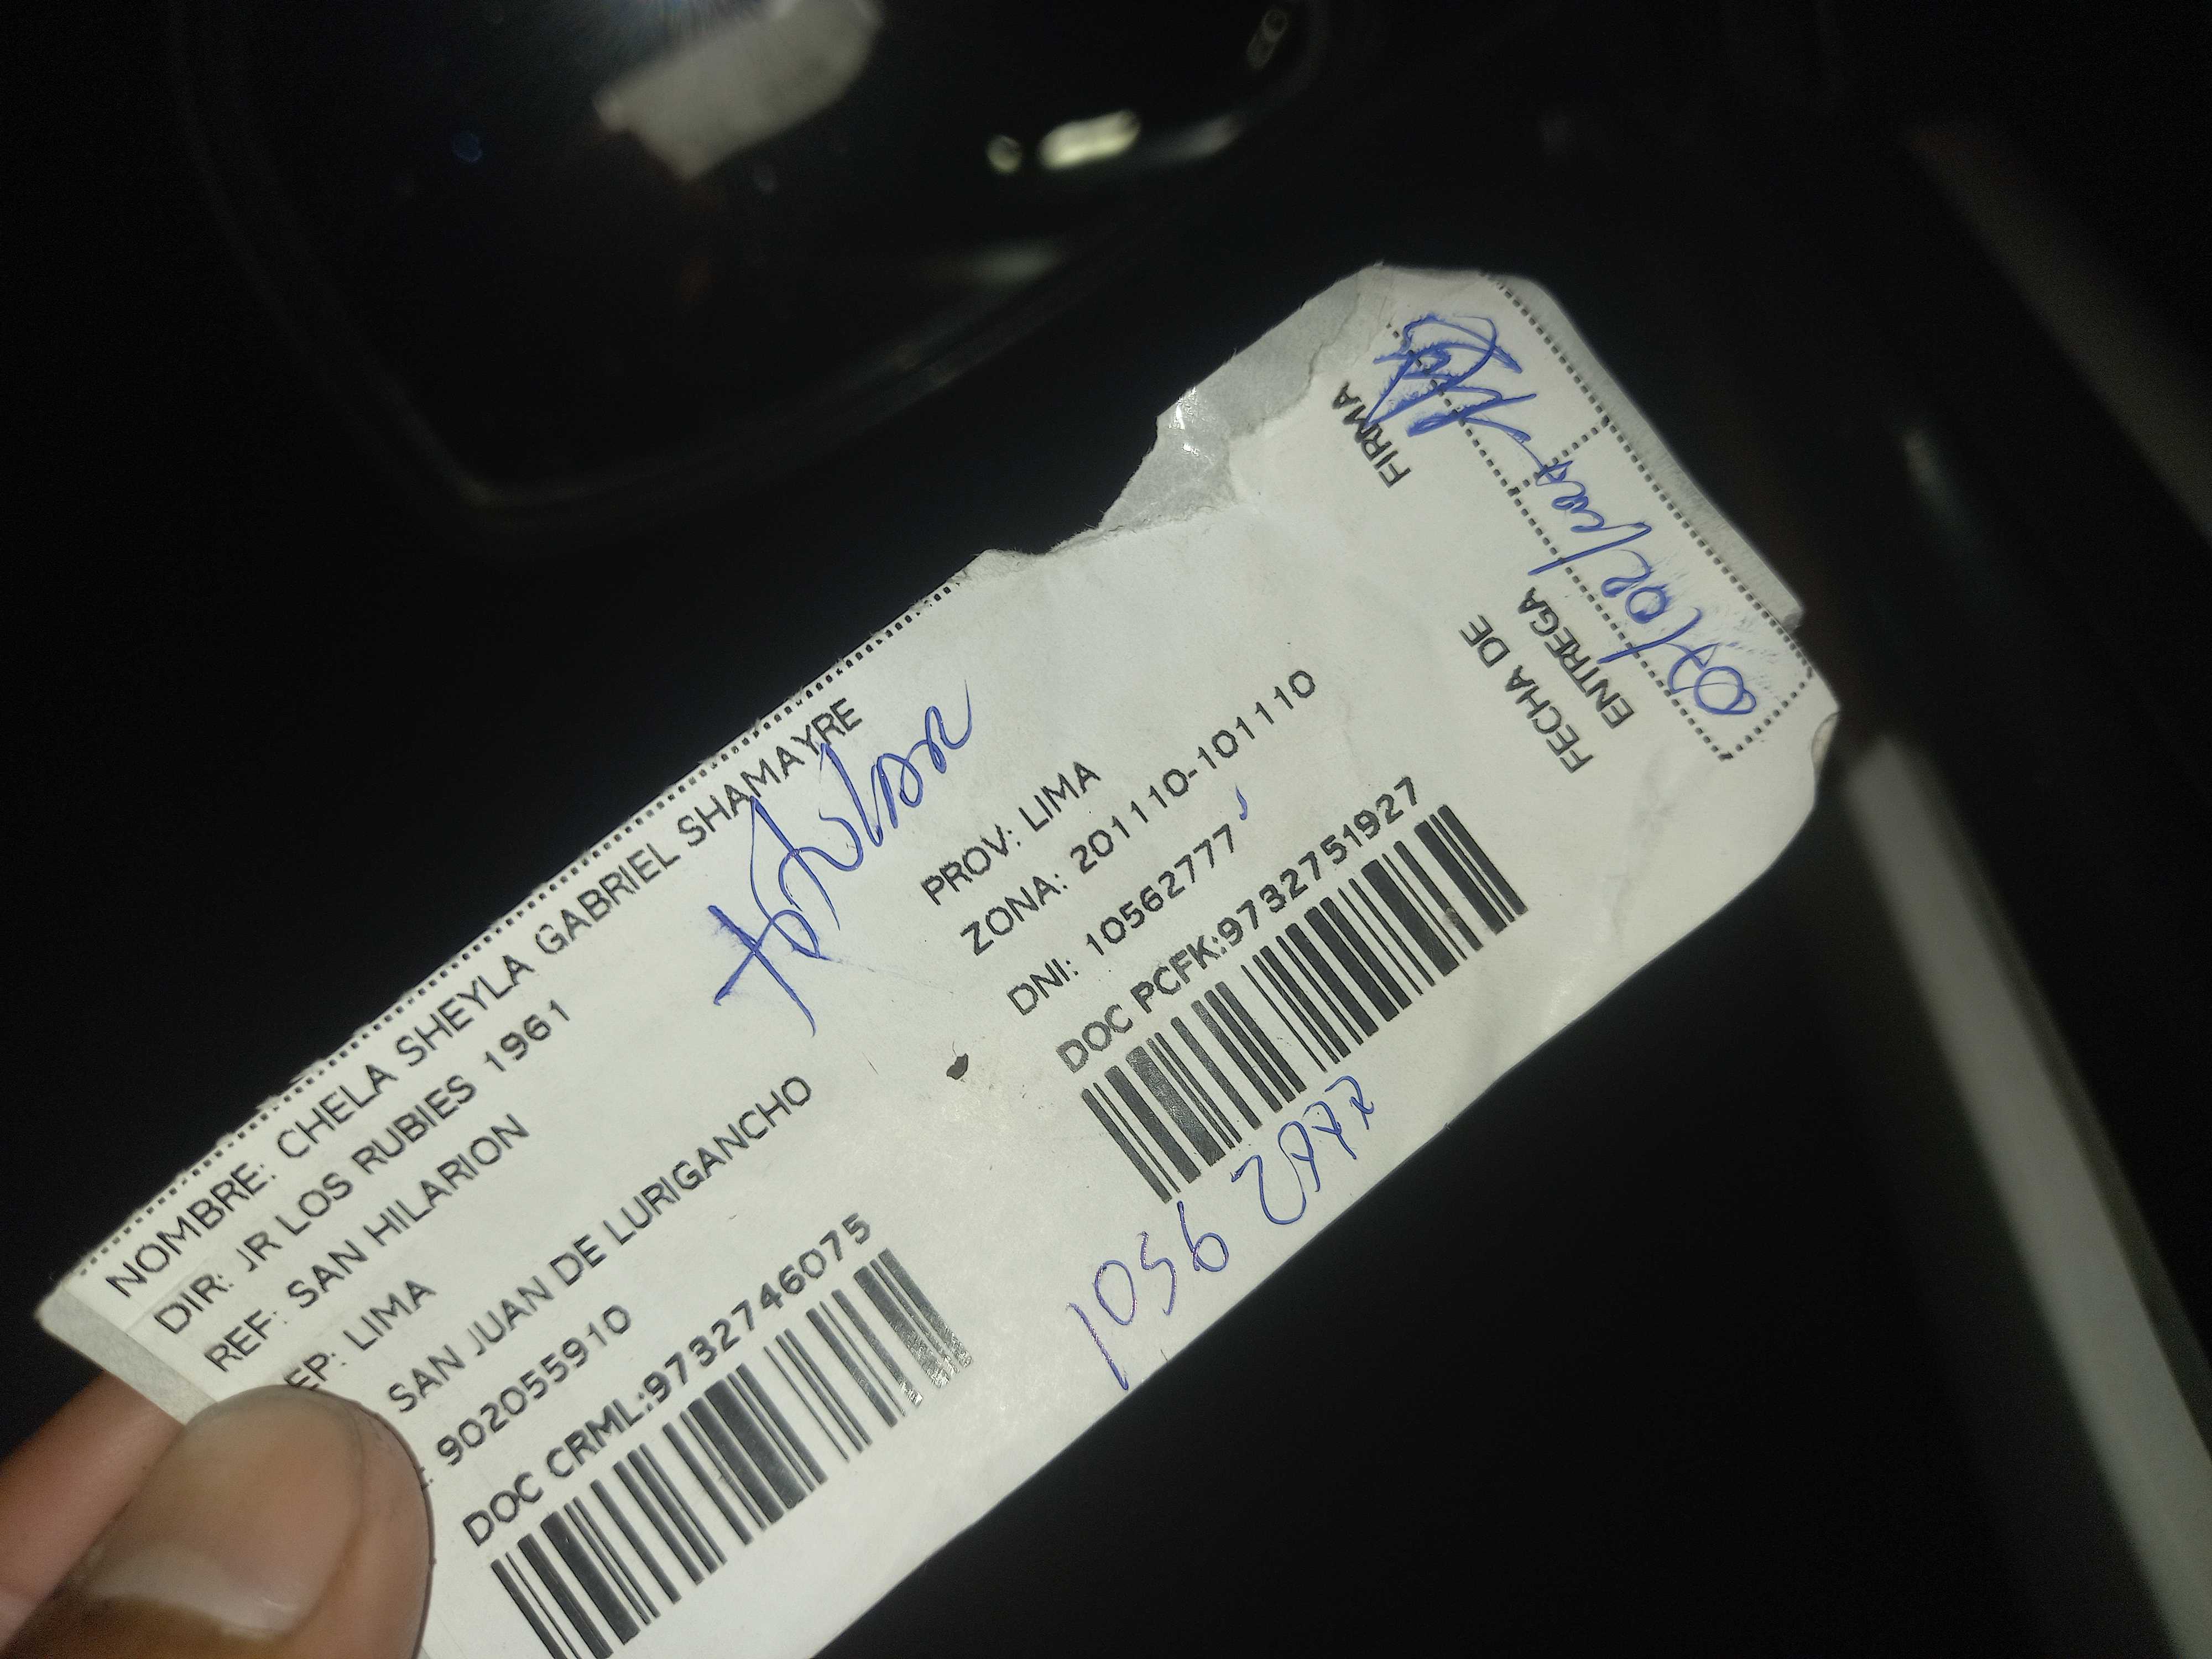 NOMBRE: CHELA SHEYLA GABRIEL SHAMAYRE
DIR: JR LOS RUBIES 1961
REF: SAN HILARION
EP: LIMA
SAN JUAN DE LURIGANCHO
: 902055910
DOC CRML:9732746075
titular
PROV: LIMA
ZONA: 201110-101110
DNI: 10562777
DOC PCFK:9732751927
1056 2777
FIRMA
FECHA DE
ENTREGA